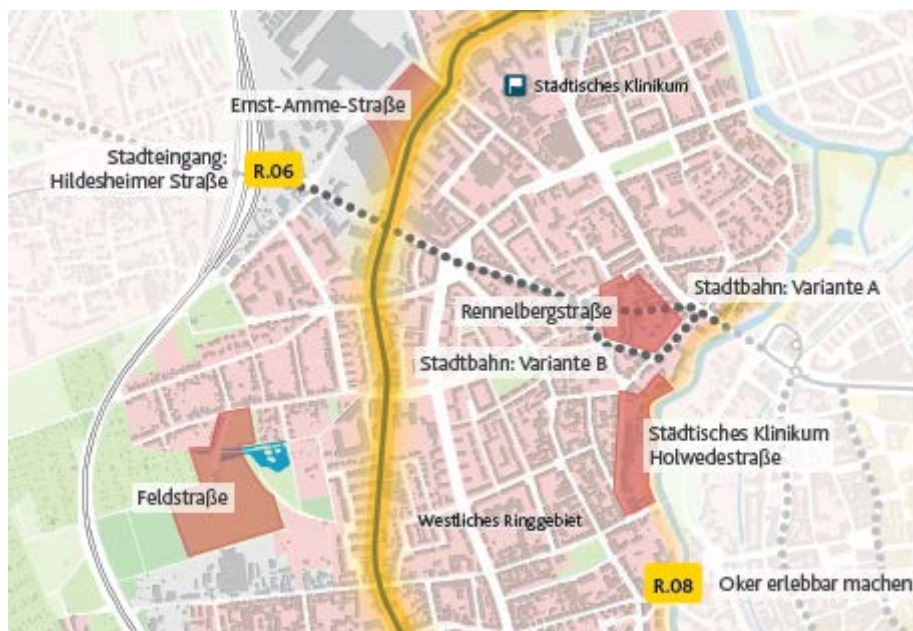 Städtisches Klinikum
Ernst-Amme-Straße
Stadteingang:
Hildesheimer Straße
R.06
Stadtbahn: Variante A
Rennelbergstraße
Stadtbahn: Variante B
Städtisches Klinikum
Holwedestraße
Feldstraße
Westliches Ringgebiet
R.08
Oker erlebbar machen